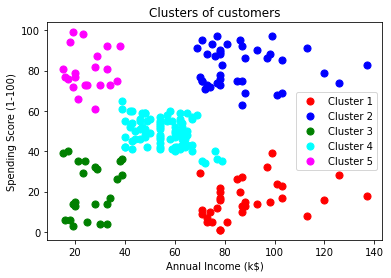 Clusters of customers
100
80
60
40
20
0
Spending Score (1-100)
Cluster 1
Cluster 2
Cluster 3
Cluster 4
Cluster 5
20 40 60 80 100 120 140
Annual Income (k$)